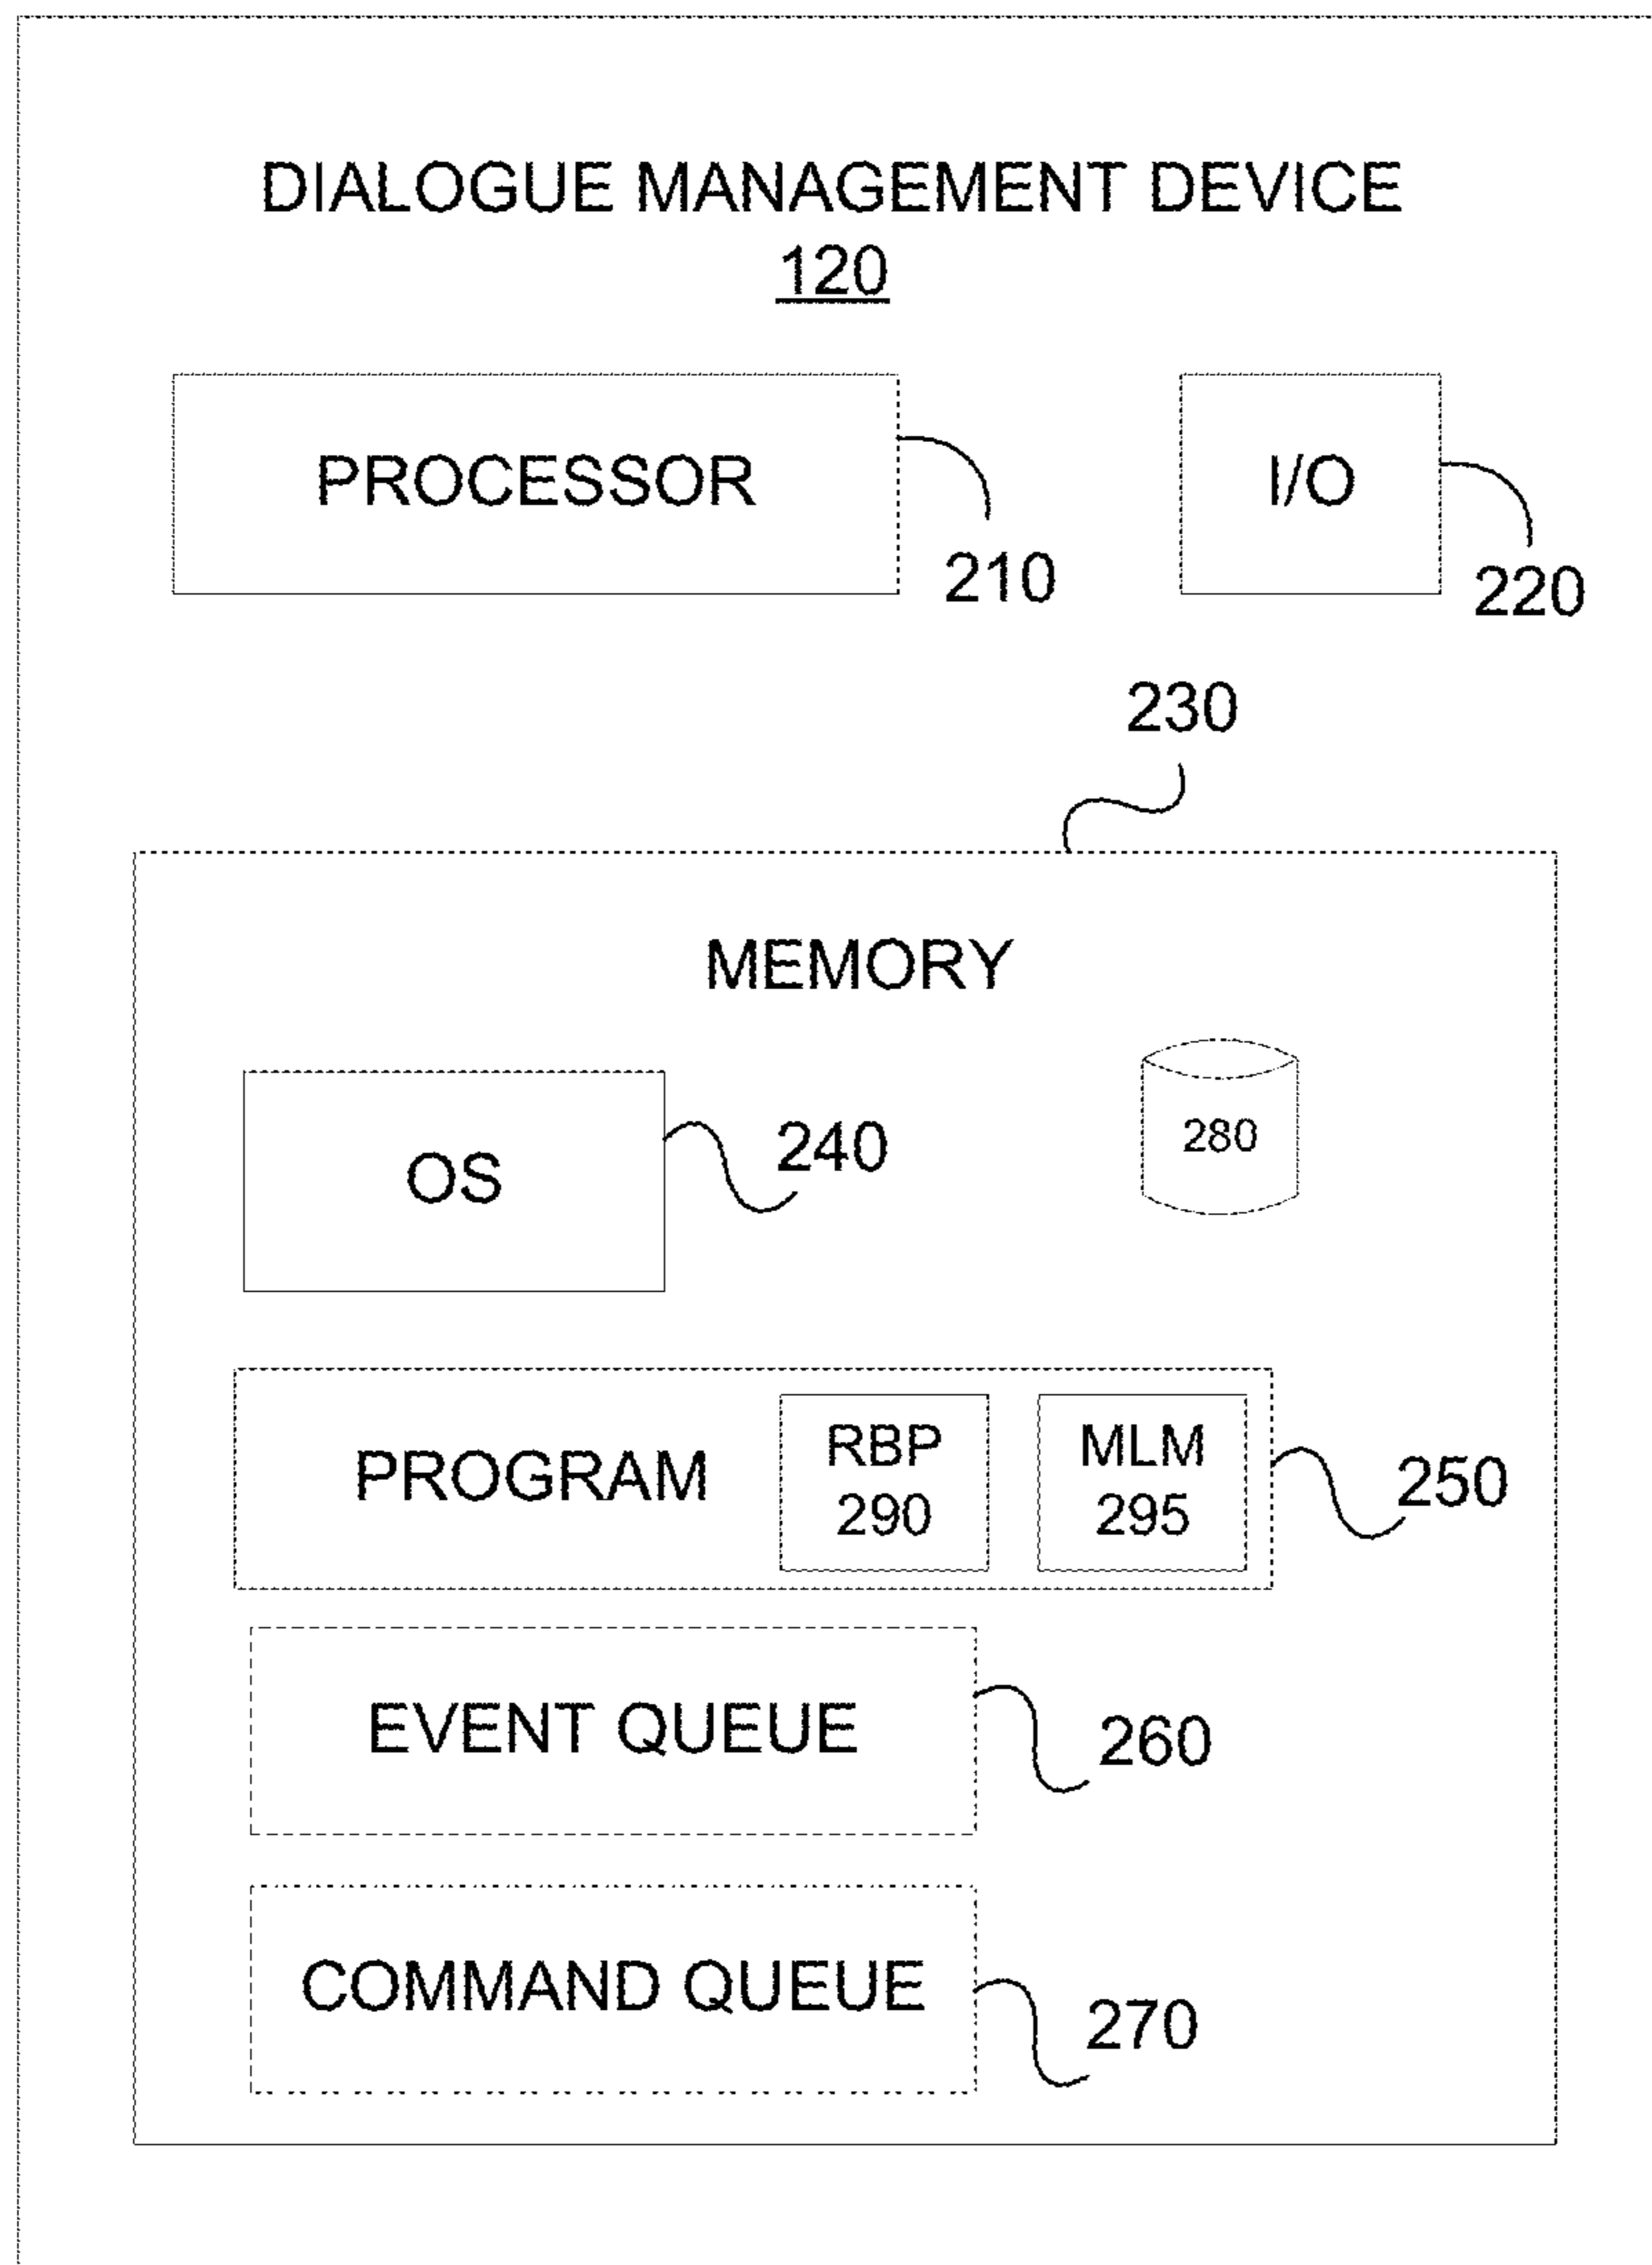 DIALOGUE MANAGEMENT DEVICE
120
PROCESSOR
I/O
210
220
230
MEMORY
OS
240
280
PROGRAM
RBP
290
MLM
295
250
EVENT QUEUE
260
COMMAND QUEUE
270